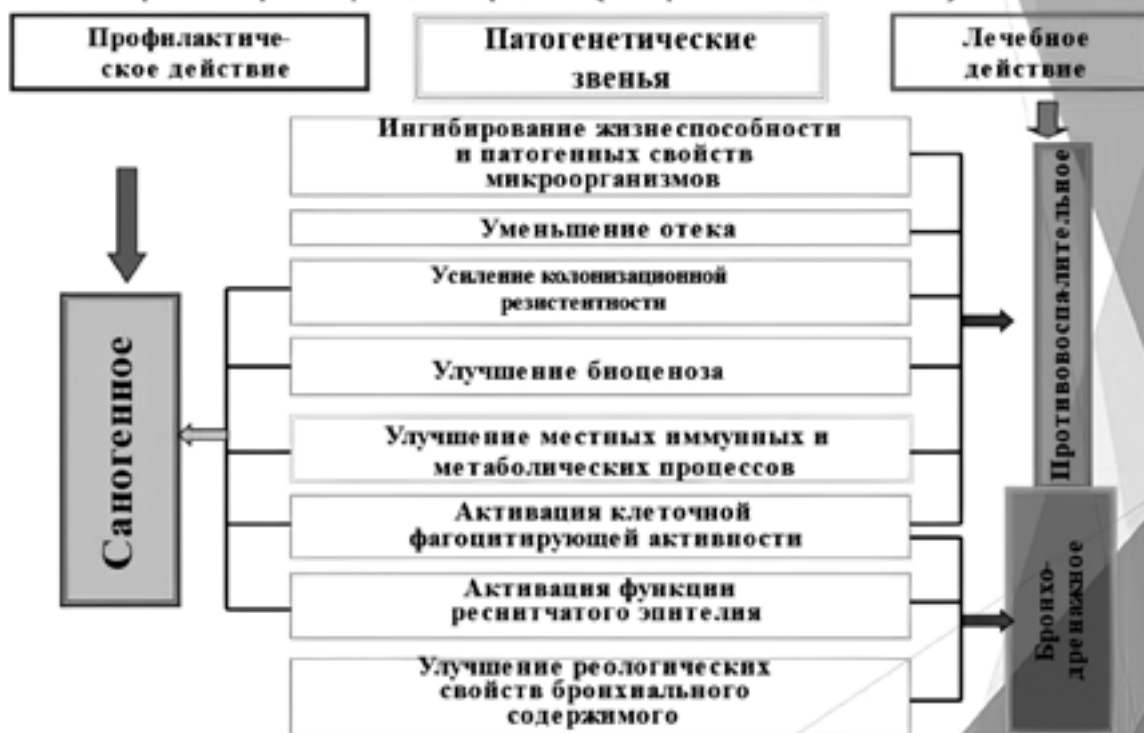 Профилактиче-
ское действие
Патогенетические
звенья
Лечебное
действие
Ингибирование жизнеспособности
и патогенных свойств
микроорганизмов
Уменьшение отека
Усиление колонизационной
резистентности
Улучшение биоценоза
Улучшение местных иммунных и
метаболических процессов
Активация клеточной
фагоцитирующей активности
Активация функции
реснитчатого эпителия
Улучшение реологических
свойств бронхиального
содержимого
Саногенное
Противовоспа-лительное
Бронхо-
дренажное